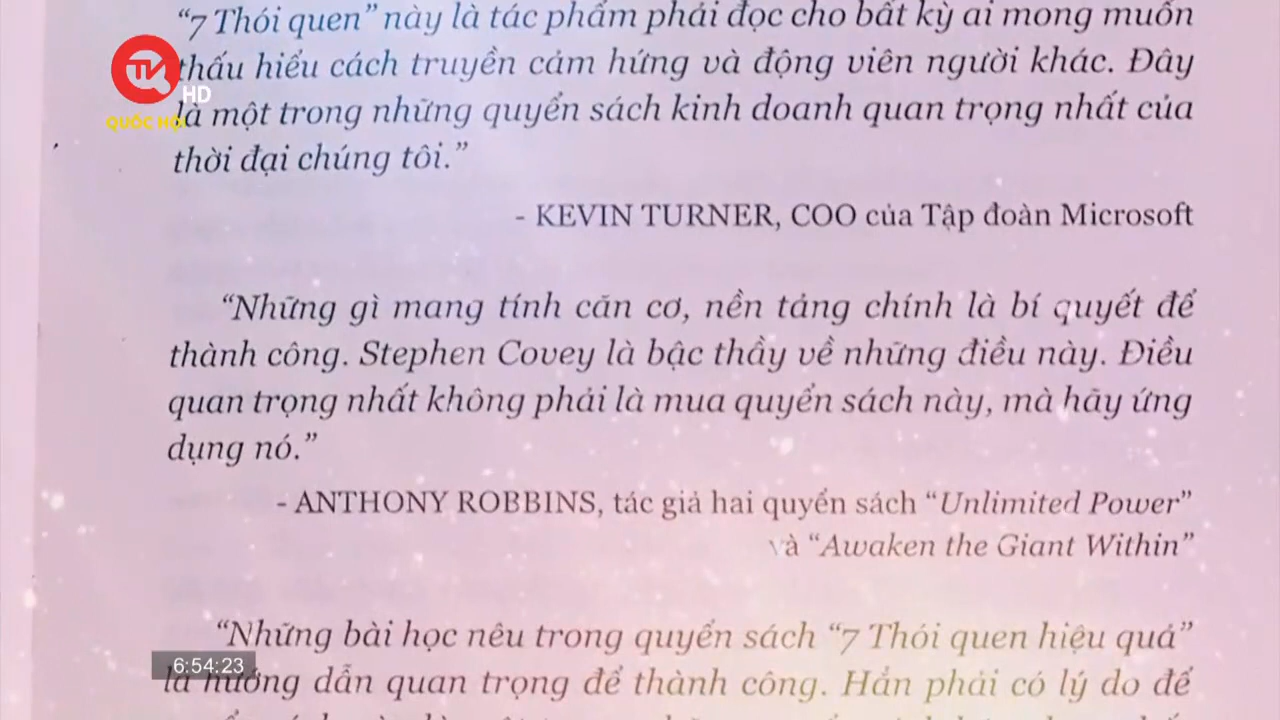 “7 Thói quen” này là tác phẩm phải đọc cho bất kỳ ai mong muốn
thấu hiểu cách truyền cảm hứng và động viên người khác. Đây
là một trong những quyển sách kinh doanh quan trọng nhất của
thời đại chúng tôi.”
TV
HD
QUỐC HỘI
- KEVIN TURNER, COO của Tập đoàn Microsoft
“Những gì mang tính căn cơ, nền tảng chính là bí quyết để
thành công. Stephen Covey là bậc thầy về những điều này. Điều
quan trọng nhất không phải là mua quyển sách này, mà hãy ứng
dụng nó.”
- ANTHONY ROBBINS, tác giả hai quyển sách “Unlimited Power”
và “Awaken the Giant Within”
“Những bài học nêu trong quyển sách “7 Thói quen hiệu quả”
6:54:23
là hướng dẫn quan trọng để thành công. Hẳn phải có lý do để